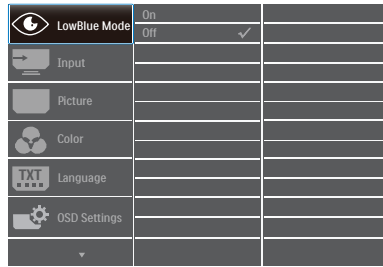 LowBlue Mode
On
Off
Input
Picture
Color
TXT
Language
OSD Settings